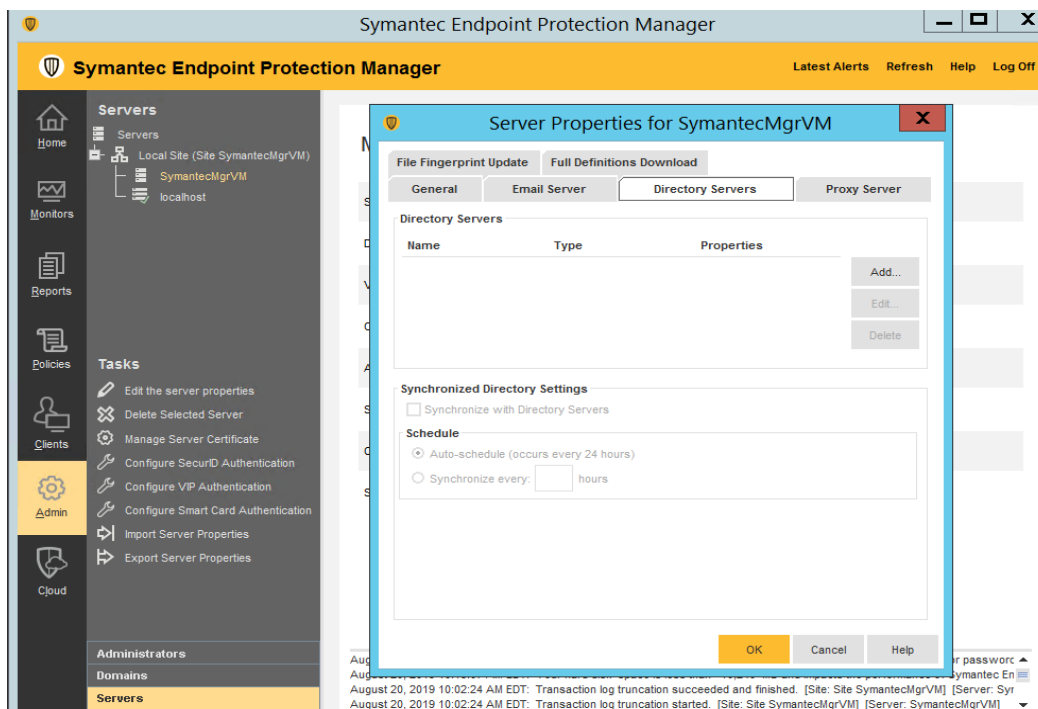 Symantec Endpoint Protection Manager
Symantec Endpoint Protection Manager
Latest Alerts Refresh Help Log Off
Home
Monitors
Reports
Policies
Clients
Admin
Cloud
Servers
Servers
Local Site (Site SymantecMgrVM)
SymantecMgrVM
localhost
Tasks
Edit the server properties
Delete Selected Server
Manage Server Certificate
Configure SecurID Authentication
Configure VIP Authentication
Configure Smart Card Authentication
Import Server Properties
Export Server Properties
Administrators
Domains
Servers
Server Properties for SymantecMgrVM
File Fingerprint Update Full Definitions Download
General Email Server Directory Servers Proxy Server
Directory Servers
Name Type Properties
Add...
Edit...
Delete
Synchronized Directory Settings
Synchronize with Directory Servers
Schedule
Auto-schedule (occurs every 24 hours)
Synchronize every: hours
OK Cancel Help
August 20, 2019 10:02:24 AM EDT: Transaction log truncation succeeded and finished. [Site: Site SymantecMgrVM] [Server: Syr
August 20, 2019 10:02:24 AM EDT: Transaction log truncation started. [Site: Site SymantecMgrVM] [Server: SymantecMgrVM]